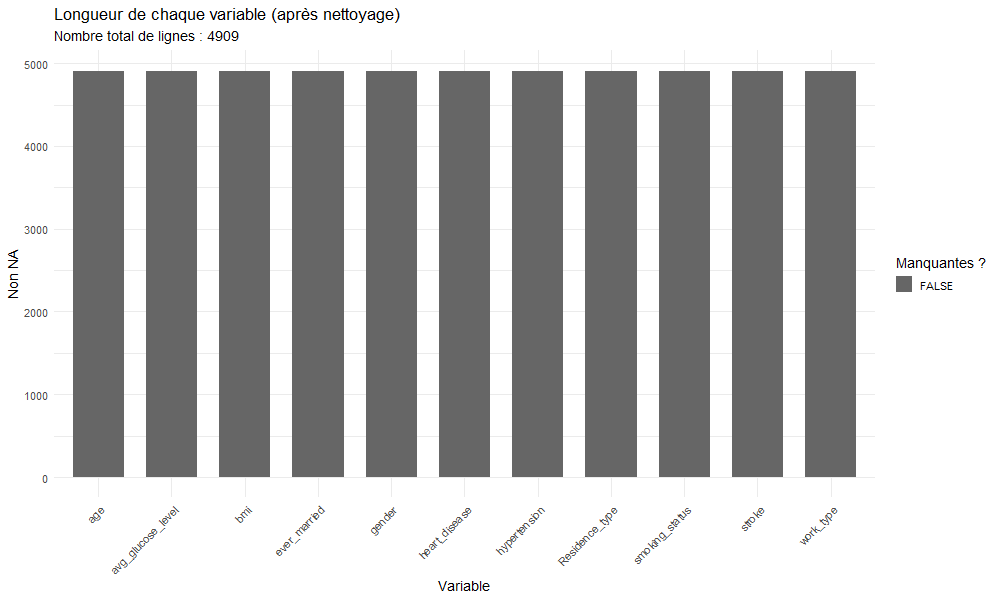 Longueur de chaque variable (après nettoyage)
Nombre total de lignes : 4909
5000
4000
3000
2000
1000
0
Non NA
age
avg_glucose_level
bmi
ever_married
gender
heart_disease
hypertension
Residence_type
smoking_status
stroke
work_type
Variable
Manquantes ?
FALSE